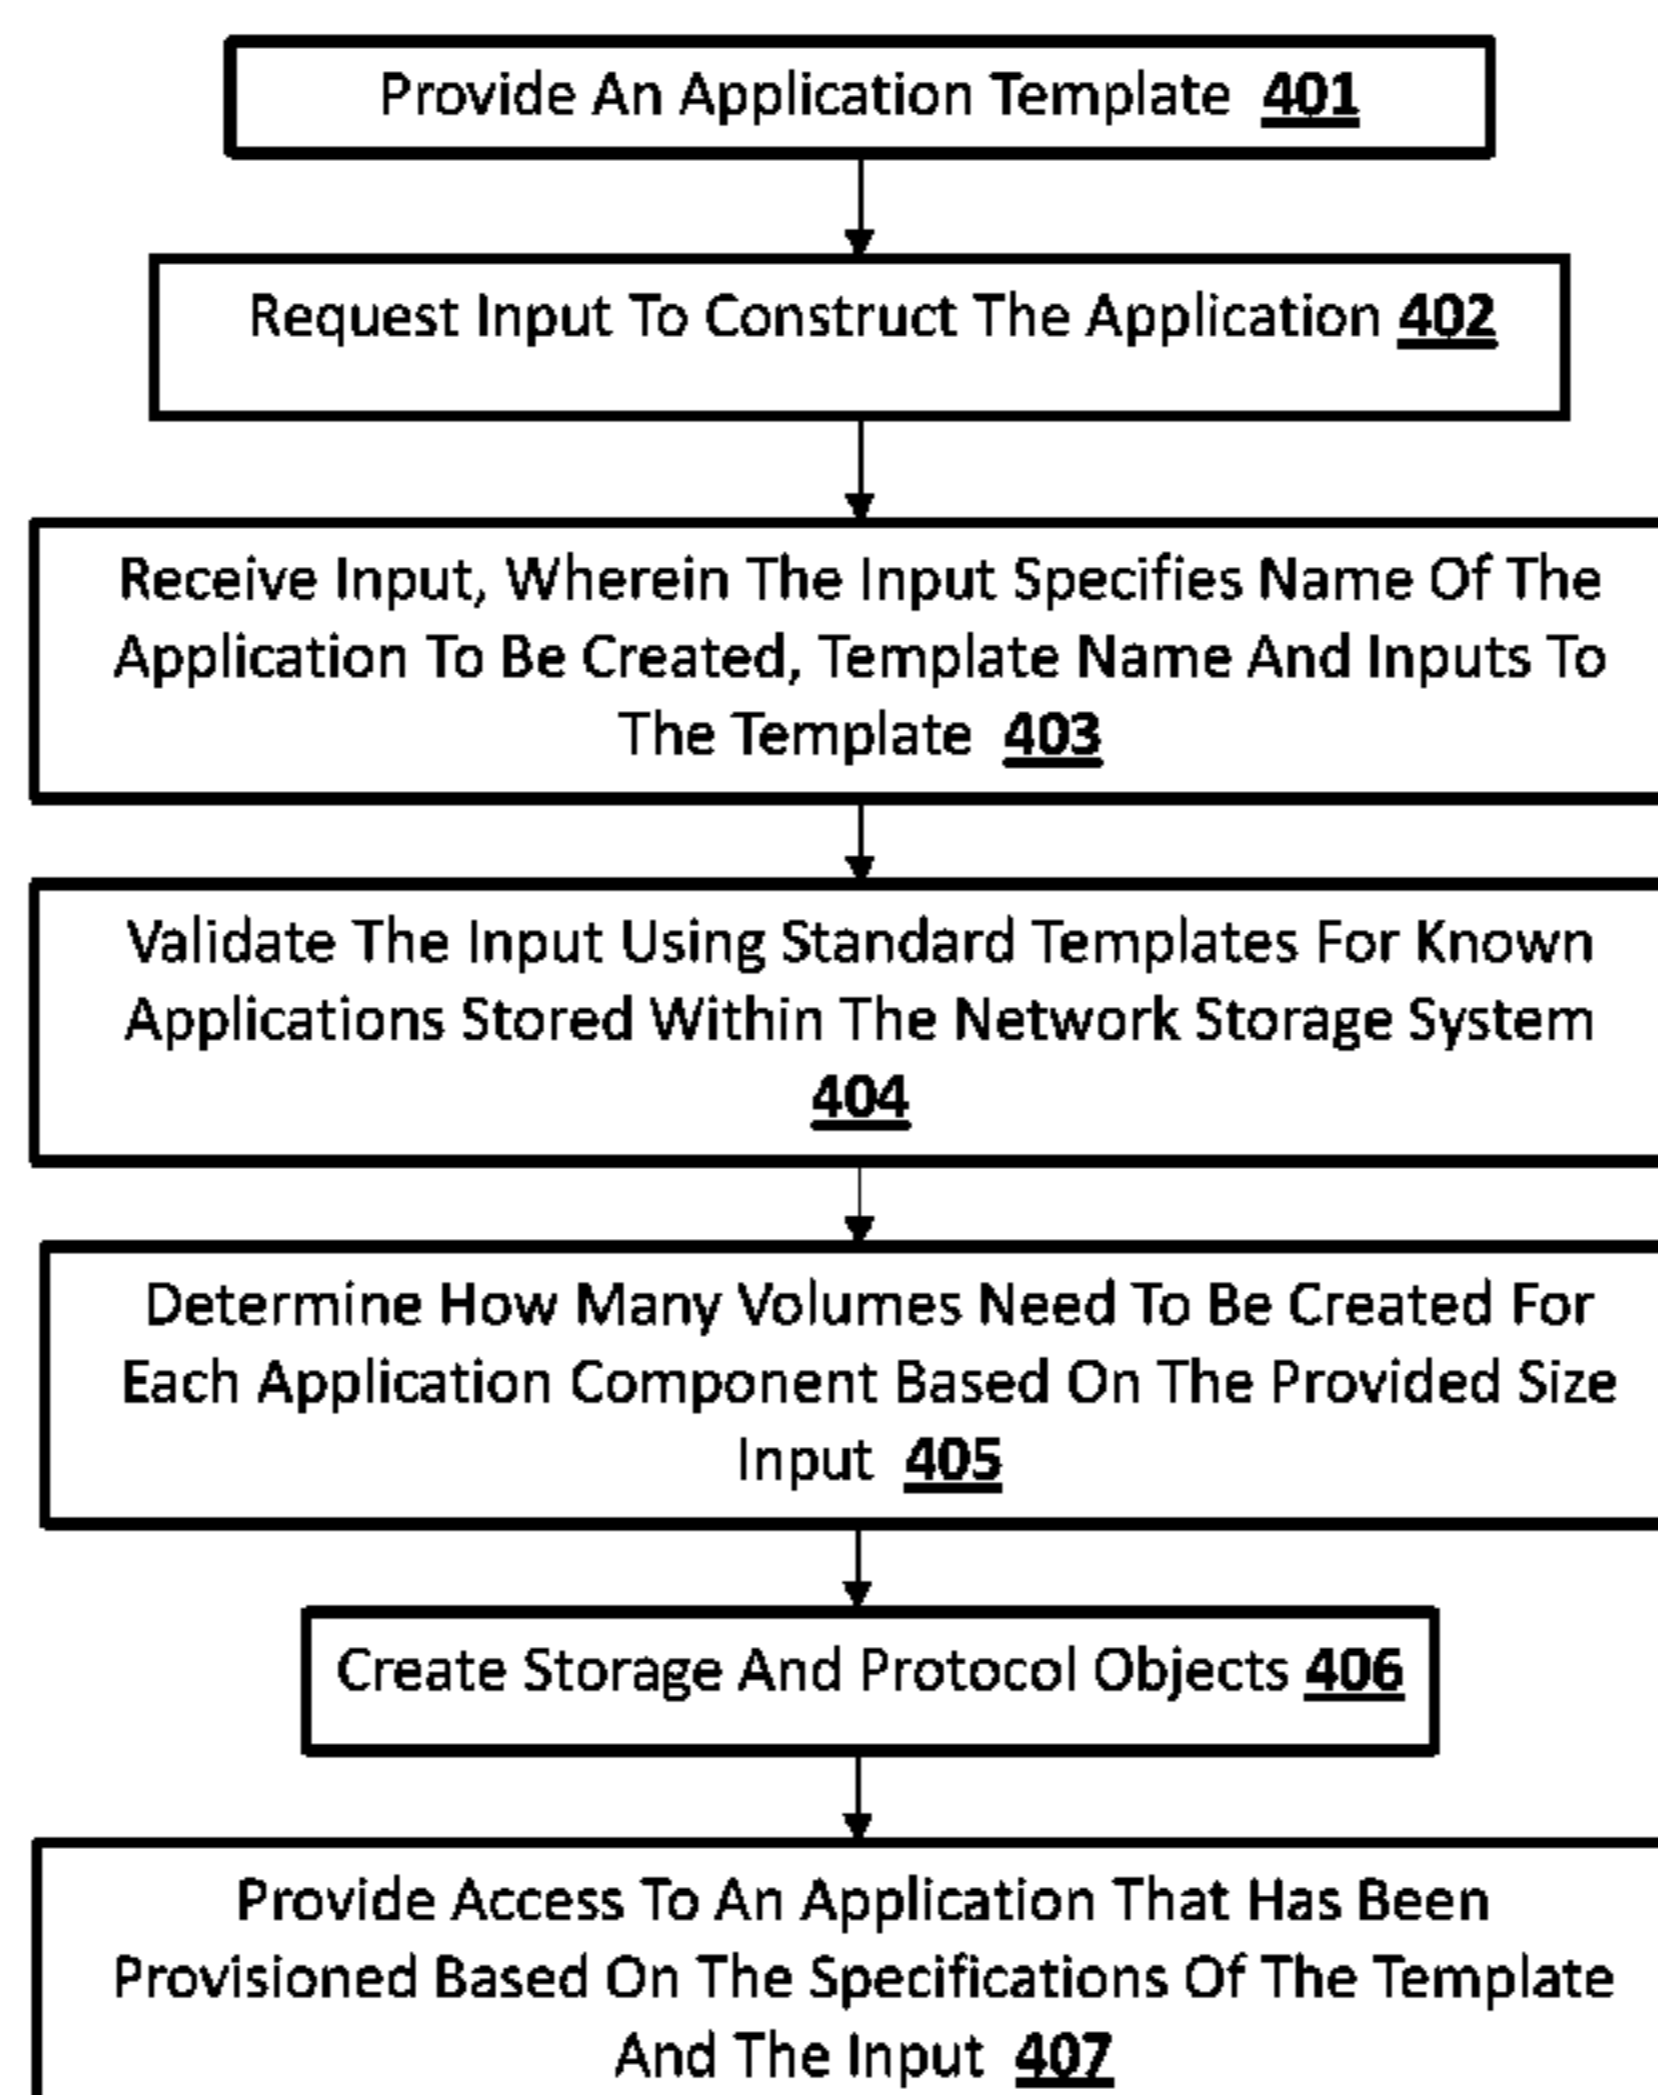 Provide An Application Template 401
Request Input To Construct The Application 402
Receive Input, Wherein The Input Specifies Name Of The
Application To Be Created, Template Name And Inputs To
The Template 403
Validate The Input Using Standard Templates For Known
Applications Stored Within The Network Storage System
404
Determine How Many Volumes Need To Be Created For
Each Application Component Based On The Provided Size
Input 405
Create Storage And Protocol Objects 406
Provide Access To An Application That Has Been
Provisioned Based On The Specifications Of The Template
And The Input 407